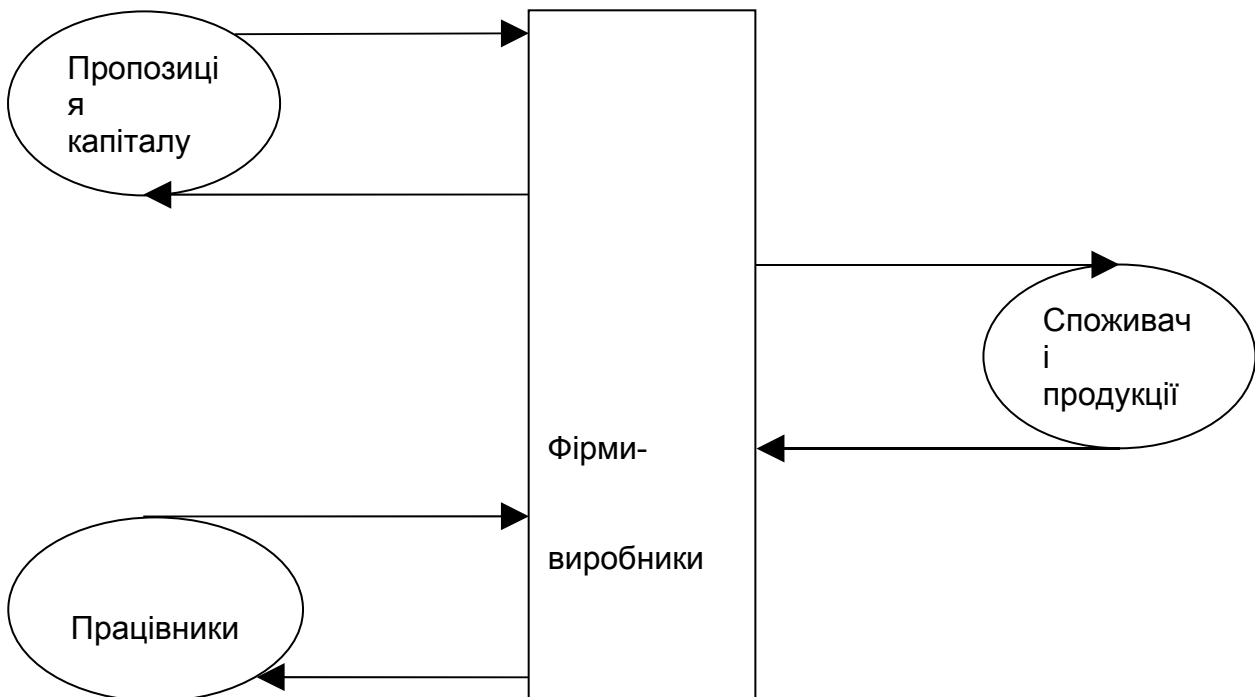 Пропозиці
я
капіталу
Споживач
і
продукції
Фірми-
виробники
Працівники